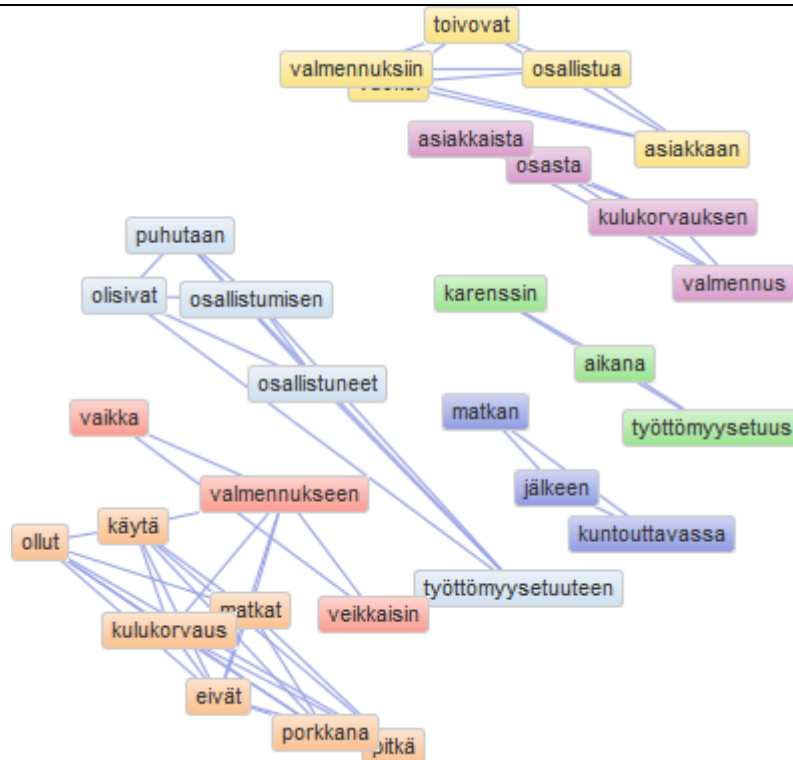 toivovat
valmennuksiin
osallistua
asiakkaista
asiakkaan
osasta
kulukorvauksen
puhutaan
valmennus
olisivat
osallistumisen
karenssin
aikana
osallistuneet
vaikka
matkan
työttömyysetuus
valmennukseen
jälkeen
käytä
ollut
kuntouttavassa
työttömyysetuuteen
matkat
veikkaisin
kulukorvaus
eivät
porkkana
pitkä